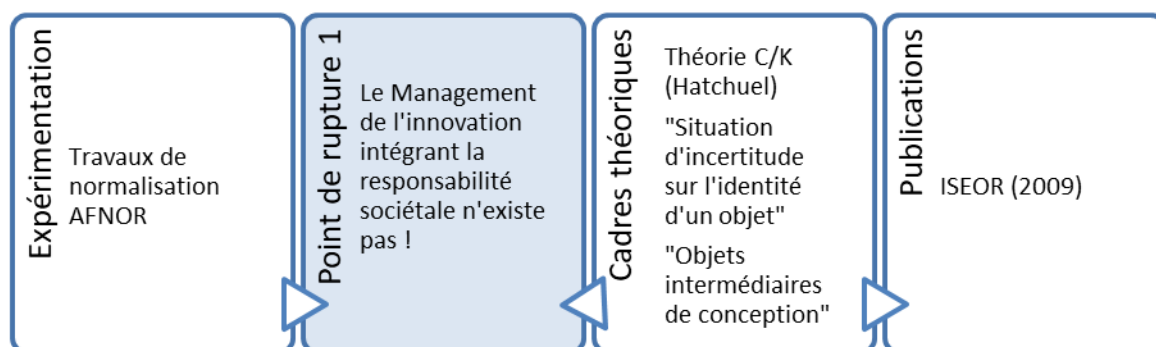 Expérimentation
Travaux de
normalisation
AFNOR
Point de rupture 1
Le Management
de l'innovation
intégrant la
responsabilité
sociétale n'existe
pas !
Cadres théoriques
Théorie C/K
(Hatchuel)
"Situation
d'incertitude
sur l'identité
d'un objet"
"Objets
intermédiaires
de conception"
Publications
ISEOR (2009)